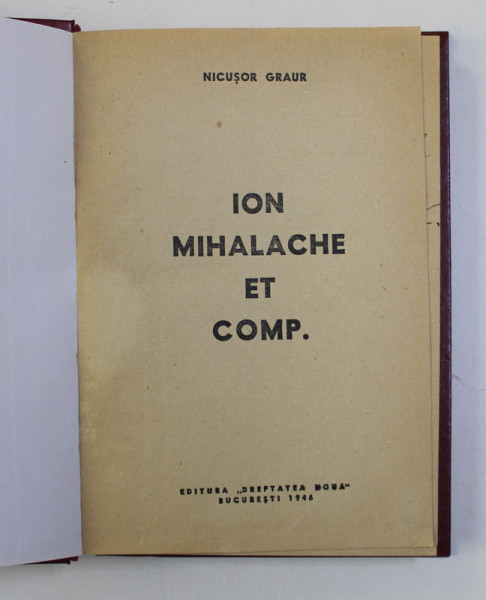 NICUȘOR GRAUR
ION
MIHALACHE
ET
COMP.
EDITURA „DREPTATEA NOUĂ“
BUCUREȘTI 1946